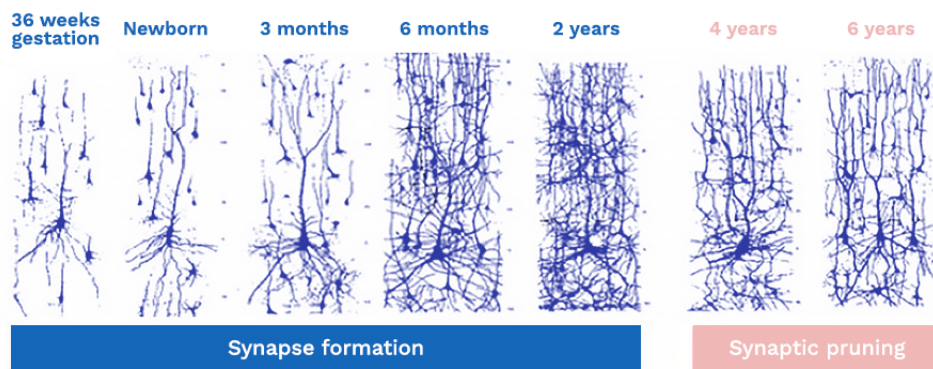 36 weeks
gestation
Newborn
3 months
6 months
2 years
4 years
6 years
Synapse formation
Synaptic pruning